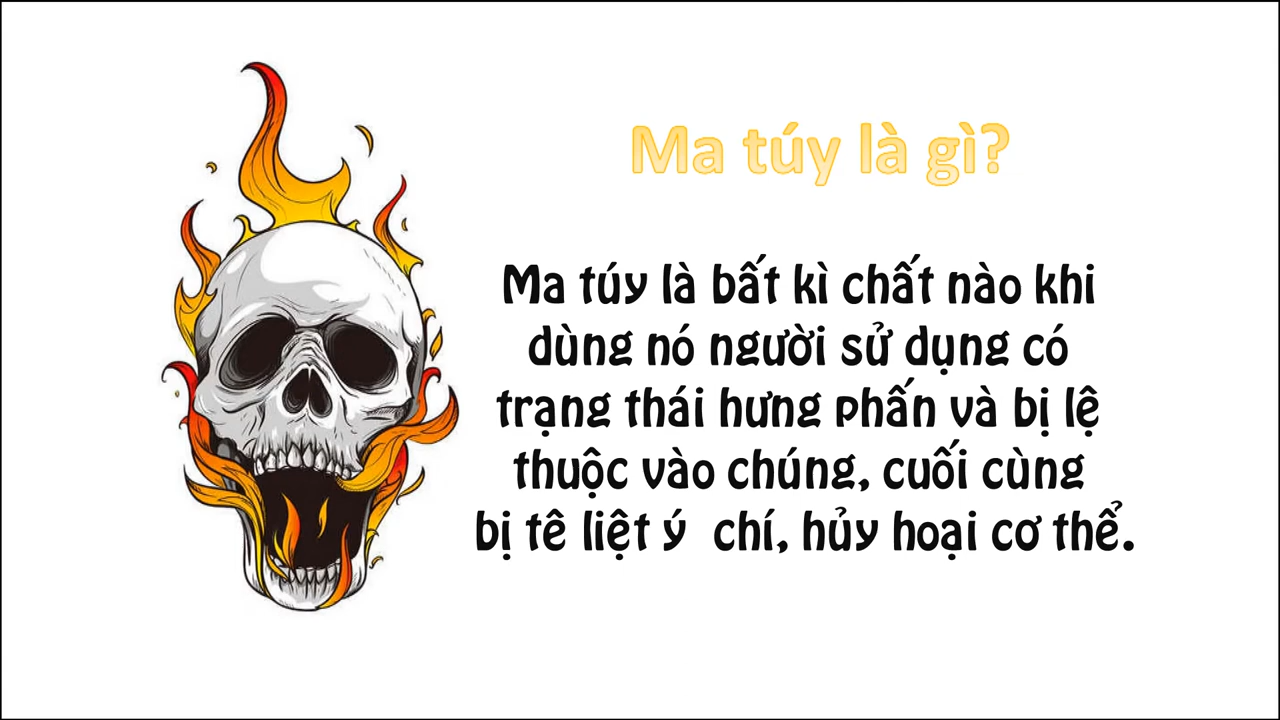 Ma túy là gì?
Ma túy là bất kì chất nào khi
dùng nó người sử dụng có
trạng thái hưng phấn và bị lệ
thuộc vào chúng, cuối cùng
bị tê liệt ý  chí, hủy hoại cơ thể.